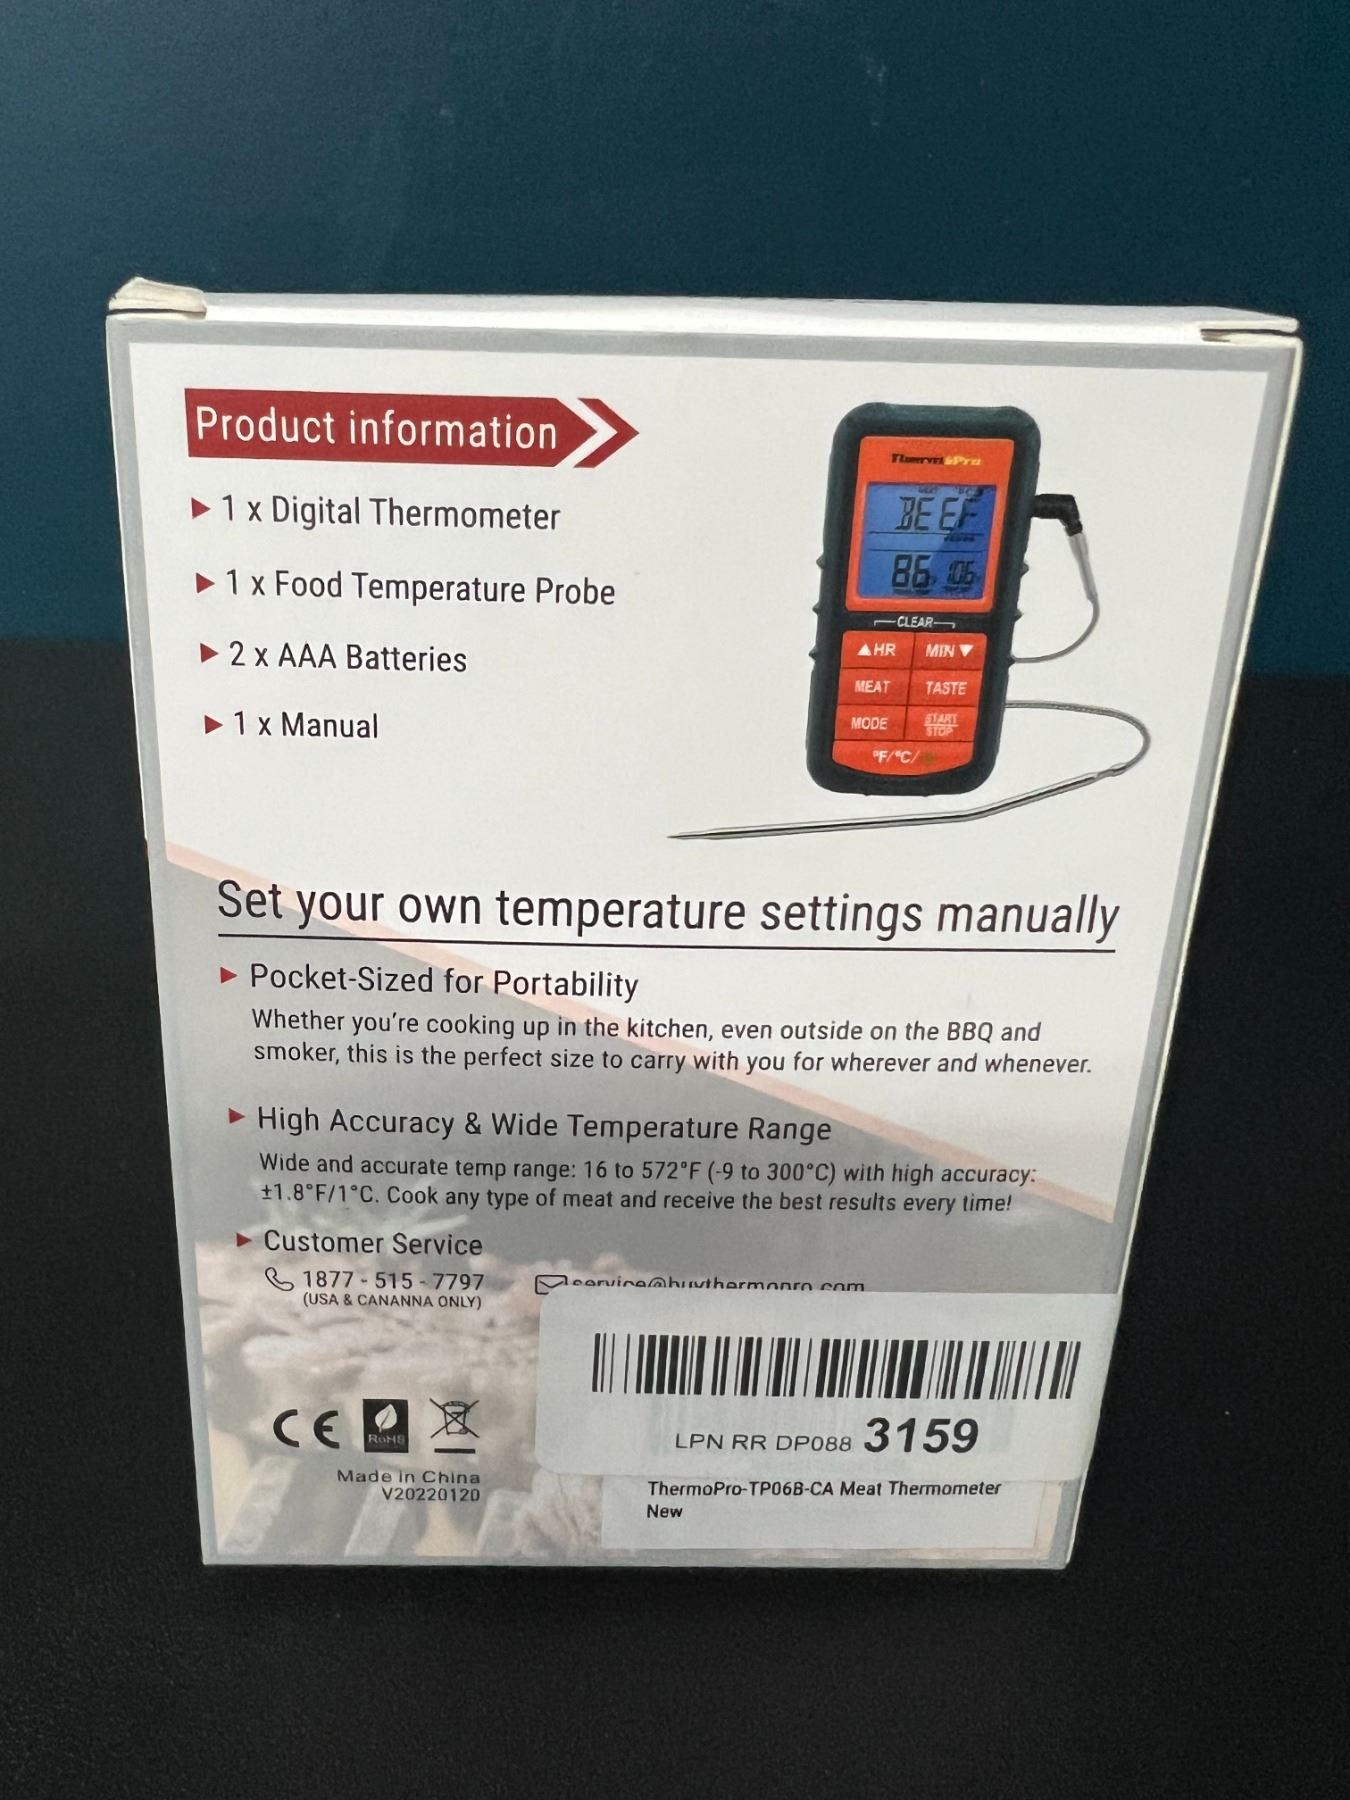 Product information
1 x Digital Thermometer
1 x Food Temperature Probe
2 x AAA Batteries
1 x Manual
ThermoPro
BEEF
86
CLEAR
▲HR MIN▼
MEAT TASTE
MODE START STOP
°F/°C/
Set your own temperature settings manually
Pocket-Sized for Portability
Whether you're cooking up in the kitchen, even outside on the BBQ and
smoker, this is the perfect size to carry with you for wherever and whenever.
High Accuracy & Wide Temperature Range
Wide and accurate temp range: 16 to 572°F (-9 to 300°C) with high accuracy:
±1.8°F/1°C. Cook any type of meat and receive the best results every time!
Customer Service
1877 - 515 - 7797 service@buythermopro.com
(USA & CANANNA ONLY)
LPN RR DP088 3159
CE RoHS
Made in China
V20220120
ThermoPro-TP06B-CA Meat Thermometer
New